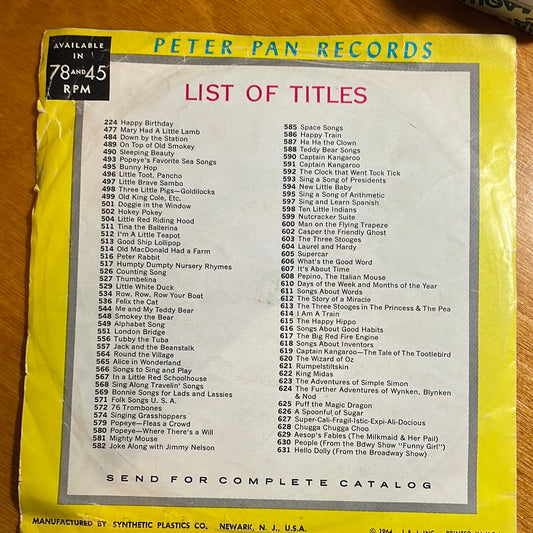 AVAILABLE
IN
78 AND 45
RPM
PETER PAN RECORDS
LIST OF TITLES
224 Happy Birthday
477 Mary Had A Little Lamb
484 Down by the Station
489 On Top of Old Smokey
490 Sleeping Beauty
493 Popeye's Favorite Sea Songs
495 Bunny Hop
496 Little Toot, Pancho
497 Little Brave Sambo
498 Three Little Pigs—Goldilocks
499 Old King Cole, Etc.
501 Doggie in the Window
502 Hokey Pokey
504 Little Red Riding Hood
511 Tina the Ballerina
512 I'm A Little Teapot
513 Good Ship Lollipop
514 Old MacDonald Had a Farm
516 Peter Rabbit
517 Humpty Dumpty Nursery Rhymes
526 Counting Song
527 Thumbelina
529 Little White Duck
534 Row, Row, Row Your Boat
536 Felix the Cat
544 Me and My Teddy Bear
548 Smokey the Bear
549 Alphabet Song
551 London Bridge
556 Tubby the Tuba
557 Jack and the Beanstalk
564 Round the Village
565 Alice in Wonderland
566 Songs to Sing and Play
567 In a Little Red Schoolhouse
568 Sing Along Travelin' Songs
569 Bonnie Songs for Lads and Lassies
571 Folk Songs U. S. A.
572 76 Trombones
574 Singing Grasshoppers
579 Popeye—Fleas a Crowd
580 Popeye—Where There's a Will
581 Mighty Mouse
582 Joke Along with Jimmy Nelson
585 Space Songs
586 Happy Train
587 Ha Ha the Clown
588 Teddy Bear Songs
590 Captain Kangaroo
591 Captain Kangaroo
592 The Clock that Went Tock Tick
593 Sing a Song of Presidents
594 New Little Baby
595 Sing a Song of Arithmetic
597 Sing and Learn Spanish
598 Ten Little Indians
599 Nutcracker Suite
600 Man on the Flying Trapeze
602 Casper the Friendly Ghost
603 The Three Stooges
604 Laurel and Hardy
605 Supercar
606 What's the Good Word
607 It's About Time
608 Pepino, The Italian Mouse
610 Days of the Week and Months of the Year
611 Songs About Words
612 The Story of a Miracle
613 The Three Stooges in The Princess & The Pea
614 I Am A Train
615 The Happy Hippo
616 Songs About Good Habits
617 The Big Red Fire Engine
618 Songs about Inventors
619 Captain Kangaroo—The Tale of The Tootlebird
620 The Wizard of Oz
621 Rumpelstiltskin
622 King Midas
623 The Adventures of Simple Simon
624 The Further Adventures of Wynken, Blynken
& Nod
625 Puff the Magic Dragon
626 A Spoonful of Sugar
627 Super-Cali-Fragil-Istic-Expi-Ali-Docious
628 Chugga Chugga Choo
629 Aesop's Fables (The Milkmaid & Her Pail)
630 People (From the Bdwy Show "Funny Girl")
631 Hello Dolly (From the Broadway Show)
SEND FOR COMPLETE CATALOG
MANUFACTURED BY SYNTHETIC PLASTICS CO. NEWARK, N. J., U.S.A.
© 1964